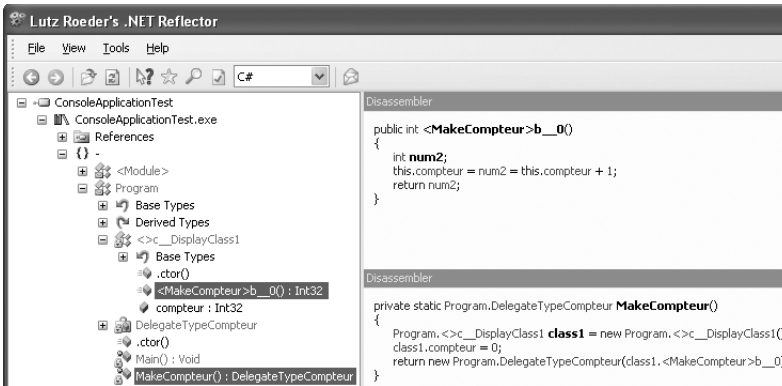 Lutz Roeder's .NET Reflector
File View Tools Help
C#
ConsoleApplicationTest
ConsoleApplicationTest.exe
References
{} -
<Module>
Program
Base Types
Derived Types
<>c__DisplayClass1
Base Types
.ctor()
<MakeCompteur>b__0() : Int32
compteur : Int32
DelegateTypeCompteur
.ctor()
Main() : Void
MakeCompteur() : DelegateTypeCompteur
Disassembler
public int <MakeCompteur>b__0()
{
int num2;
this.compteur = num2 = this.compteur + 1;
return num2;
}
Disassembler
private static Program.DelegateTypeCompteur MakeCompteur()
{
Program.<>c__DisplayClass1 class1 = new Program.<>c__DisplayClass1()
class1.compteur = 0;
return new Program.DelegateTypeCompteur(class1.<MakeCompteur>b__0
}